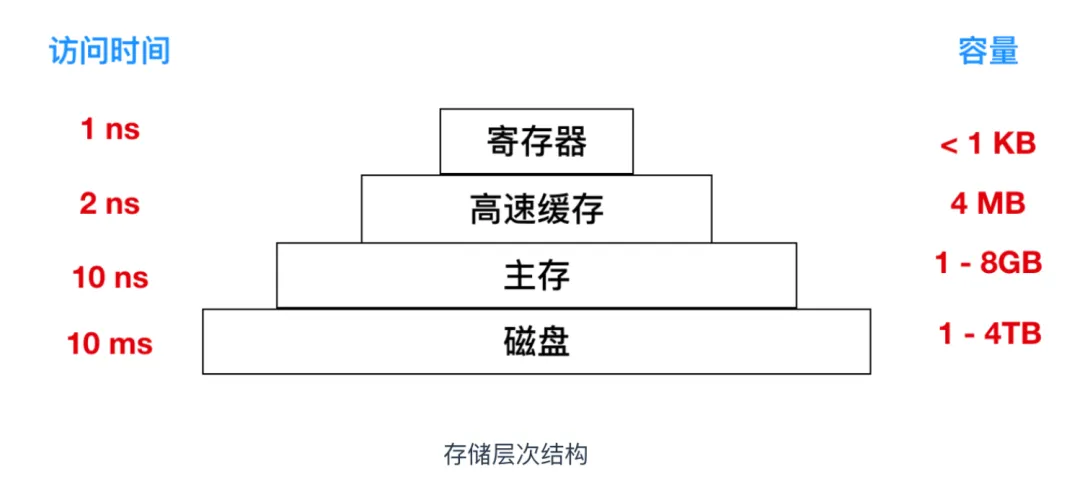 访问时间 容量
1 ns 寄存器 < 1 KB
2 ns 高速缓存 4 MB
10 ns 主存 1 - 8GB
10 ms 磁盘 1 - 4TB
存储层次结构